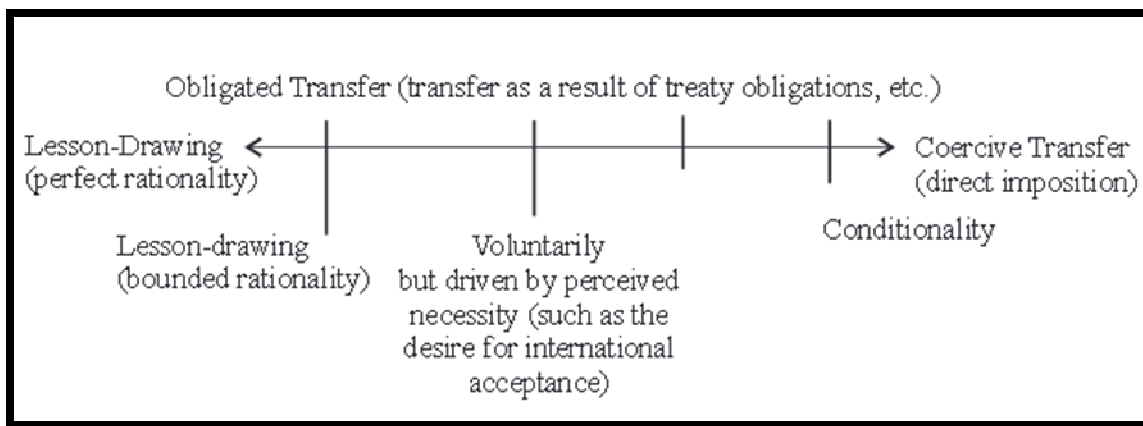 Obligated Transfer (transfer as a result of treaty obligations, etc.)
Lesson-Drawing
(perfect rationality)
Coercive Transfer
(direct imposition)
Lesson-drawing
(bounded rationality)
Voluntarily
but driven by perceived
necessity (such as the
desire for international
acceptance)
Conditionality